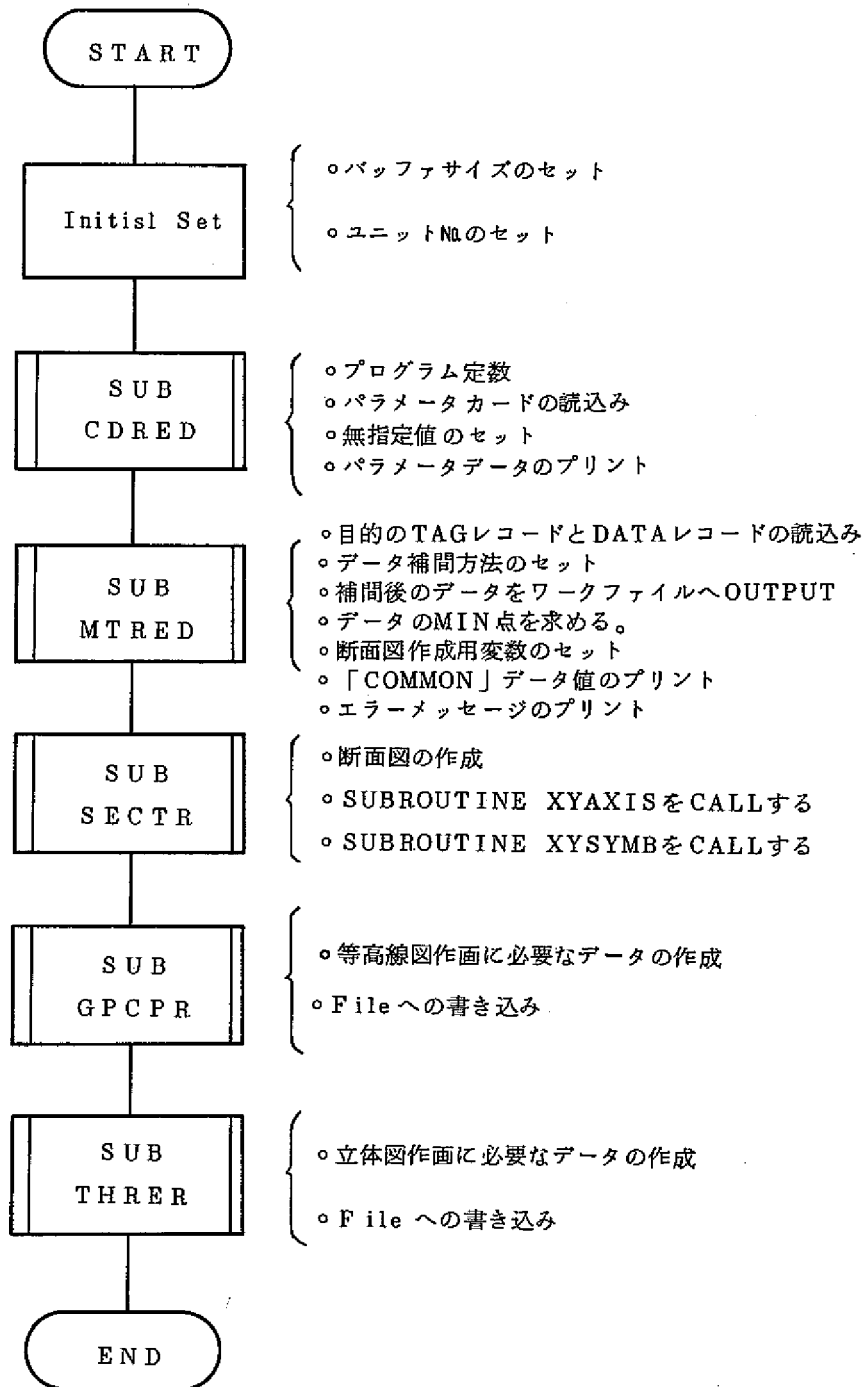 START
Initisl Set
◦バッファサイズのセット
◦ユニット№のセット
SUB
CDRED
◦プログラム定数
◦パラメータカードの読込み
◦無指定値のセット
◦パラメータデータのプリント
SUB
MTRED
◦目的のTAGレコードとDATAレコードの読込み
◦データ補間方法のセット
◦補間後のデータをワークファイルへOUTPUT
◦データのMIN点を求める。
◦断面図作成用変数のセット
◦「COMMON」データ値のプリント
◦エラーメッセージのプリント
SUB
SECTR
◦断面図の作成
◦SUBROUTINE XYAXISをCALLする
◦SUBROUTINE XYSYMBをCALLする
SUB
GPCPR
◦等高線図作画に必要なデータの作成
◦Fileへの書き込み
SUB
THRER
◦立体図作画に必要なデータの作成
◦Fileへの書き込み
END